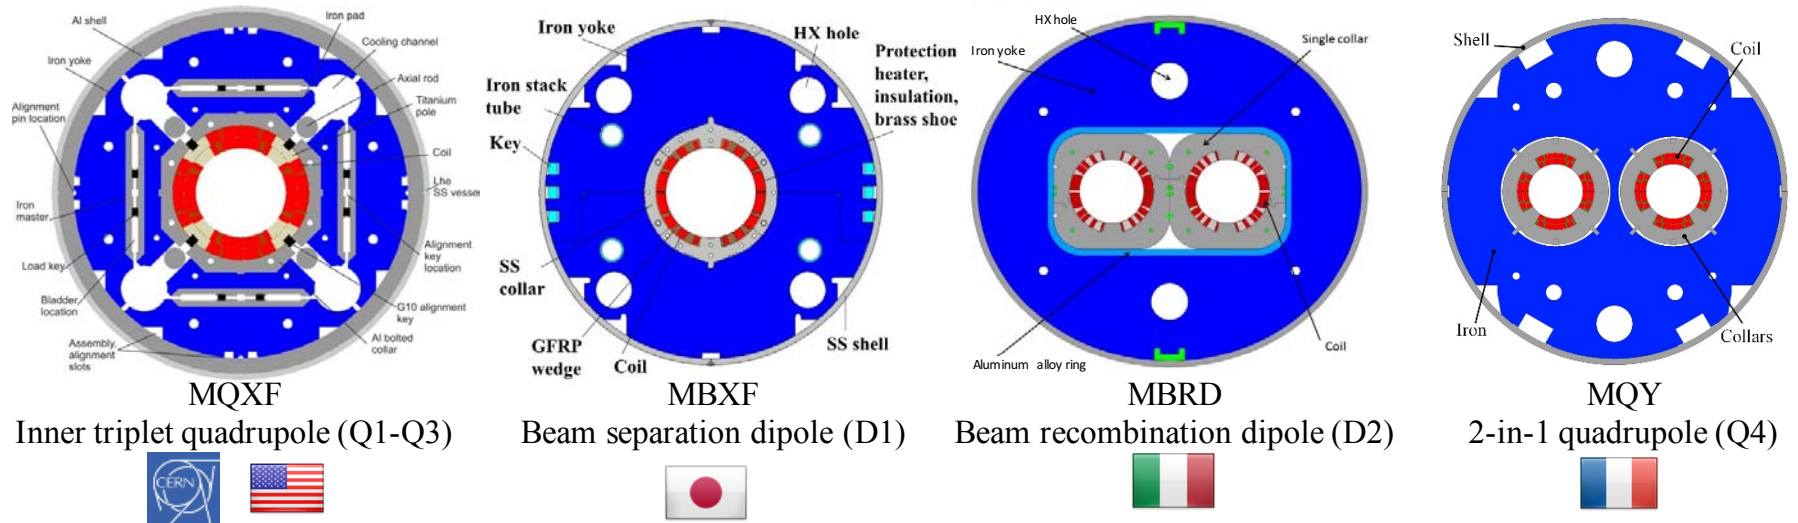 Al shell
Iron pad
Cooling channel
Iron yoke
Axial rod
Titanium
pole
Alignment
pin location
Coil
Lhe
SS vesse
Iron
master
Alignment
key
location
Load key
Bladder
location
G10 alignment
key
Assembly,
alignment
slots
Al bolted
collar
MQXF
Inner triplet quadrupole (Q1-Q3)
CERN
Iron yoke
HX hole
Protection
heater,
insulation,
brass shoe
Iron stack
tube
Key
SS
collar
GFRP
wedge
Coil
SS shell
MBXF
Beam separation dipole (D1)
HX hole
Iron yoke
Single collar
Aluminum alloy ring
Coil
MBRD
Beam recombination dipole (D2)
Shell
Coil
Iron
Collars
MQY
2-in-1 quadrupole (Q4)